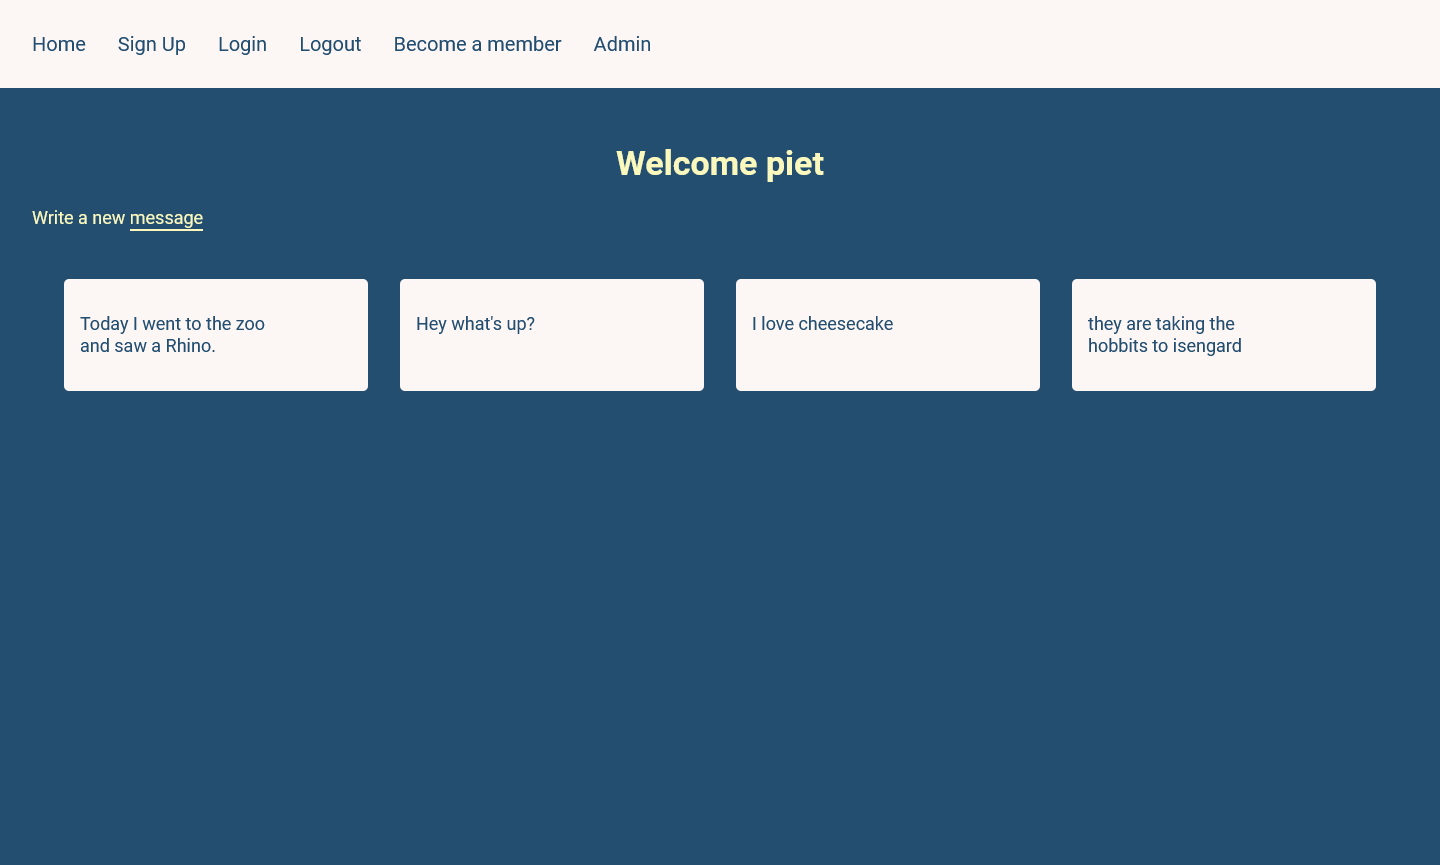 Home Sign Up Login Logout Become a member Admin
Welcome piet
Write a new message
Today I went to the zoo
and saw a Rhino.
Hey what's up?
I love cheesecake
they are taking the
hobbits to isengard